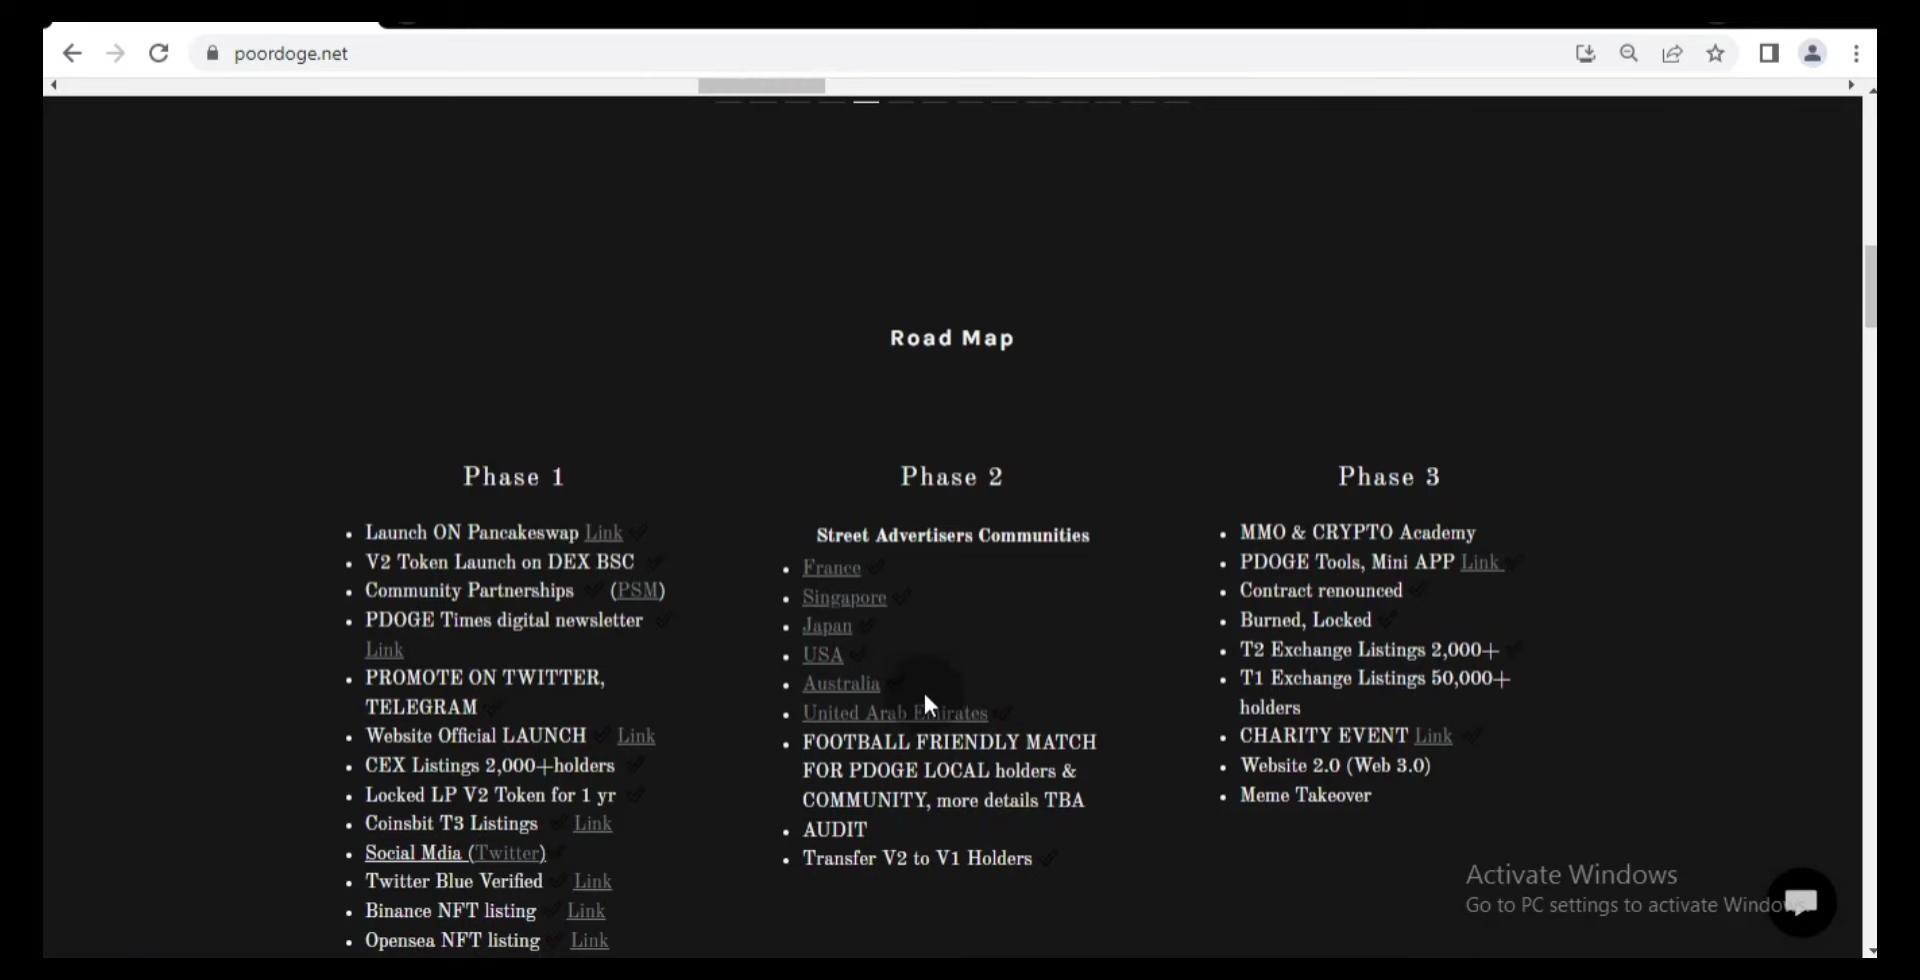 poordoge.net
Road Map
Phase 1
Launch ON Pancakeswap Link
V2 Token Launch on DEX BSC
Community Partnerships (PSM)
PDOGE Times digital newsletter
Link
PROMOTE ON TWITTER,
TELEGRAM
Website Official LAUNCH Link
CEX Listings 2,000+holders
Locked LP V2 Token for 1 yr
Coinsbit T3 Listings Link
Social Mdia (Twitter)
Twitter Blue Verified Link
Binance NFT listing Link
Opensea NFT listing Link
Phase 2
Street Advertisers Communities
France
Singapore
Japan
USA
Australia
United Arab Emirates
FOOTBALL FRIENDLY MATCH
FOR PDOGE LOCAL holders &
COMMUNITY, more details TBA
AUDIT
Transfer V2 to V1 Holders
Phase 3
MMO & CRYPTO Academy
PDOGE Tools, Mini APP Link
Contract renounced
Burned, Locked
T2 Exchange Listings 2,000+
T1 Exchange Listings 50,000+
holders
CHARITY EVENT Link
Website 2.0 (Web 3.0)
Meme Takeover
Activate Windows
Go to PC settings to activate Windows.